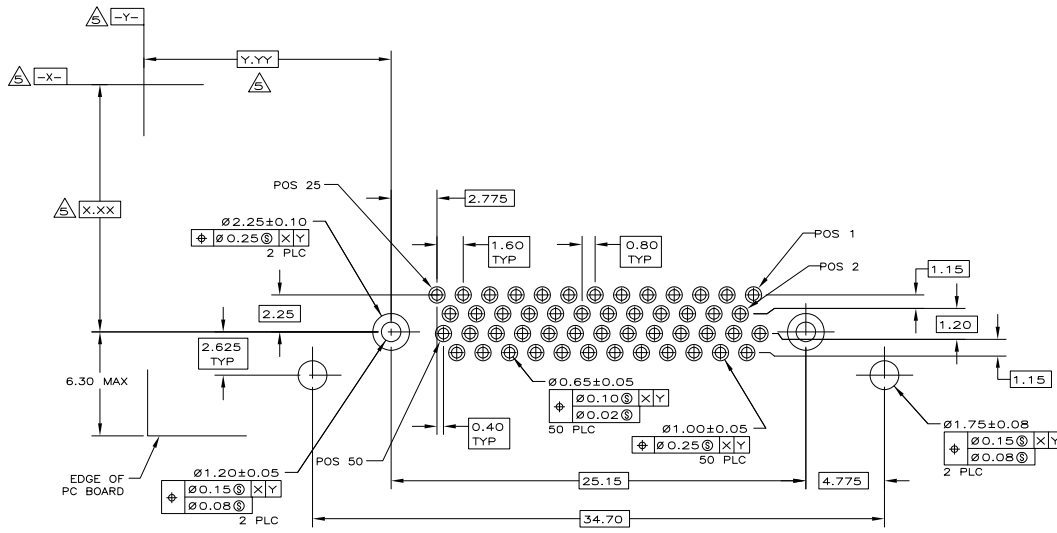 5 -Y-
Y.YY
5
5 -X-
5 X.XX
POS 25
2.775
Ø2.25±0.10
⌖ Ø0.25Ⓢ X Y
2 PLC
1.60
TYP
0.80
TYP
POS 1
POS 2
1.15
2.25
1.20
2.625
TYP
1.15
6.30 MAX
Ø0.65±0.05
⌖ Ø0.10Ⓢ X Y
Ø0.02Ⓢ
50 PLC
0.40
TYP
Ø1.00±0.05
⌖ Ø0.25Ⓢ X Y
50 PLC
Ø1.75±0.08
⌖ Ø0.15Ⓢ X Y
Ø0.08Ⓢ
2 PLC
POS 50
EDGE OF
PC BOARD
Ø1.20±0.05
⌖ Ø0.15Ⓢ X Y
Ø0.08Ⓢ
2 PLC
25.15
4.775
34.70